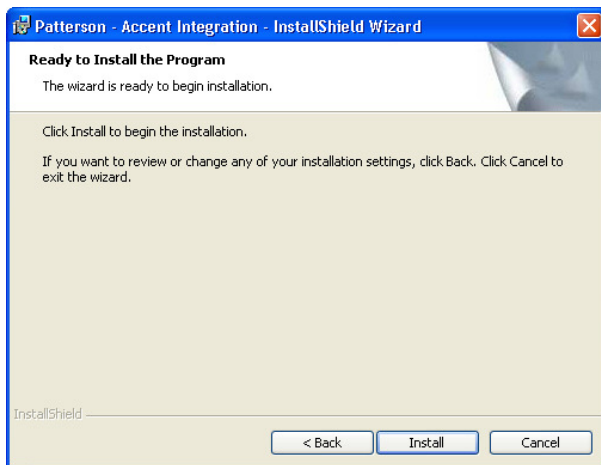 Patterson - Accent Integration - InstallShield Wizard
Ready to Install the Program
The wizard is ready to begin installation.
Click Install to begin the installation.
If you want to review or change any of your installation settings, click Back. Click Cancel to
exit the wizard.
InstallShield
< Back Install Cancel